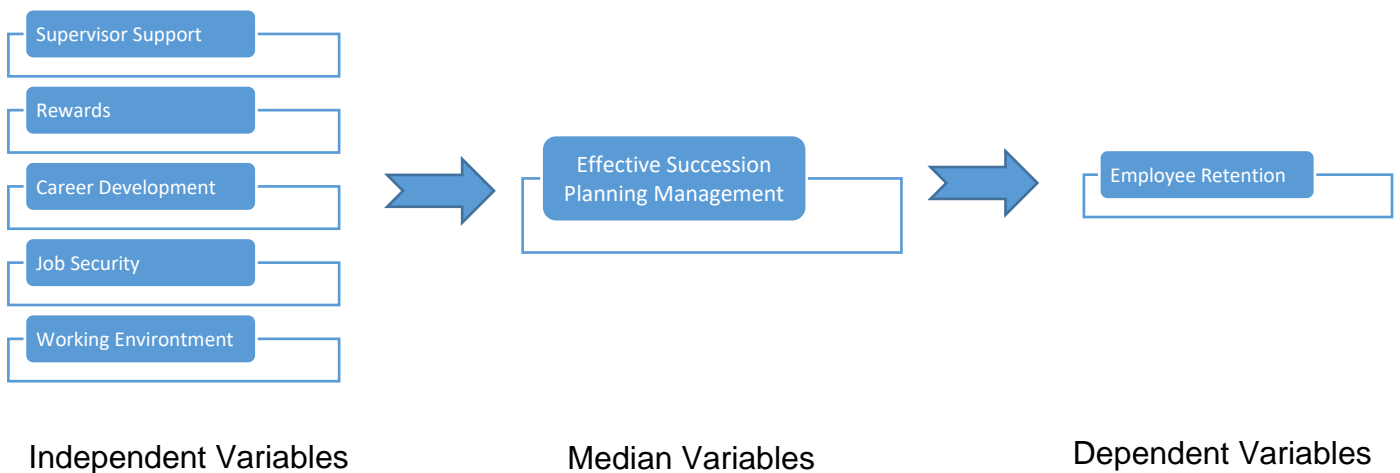 Supervisor Support
Rewards
Career Development
Job Security
Working Environtment
Effective Succession
Planning Management
Employee Retention
Independent Variables
Median Variables
Dependent Variables